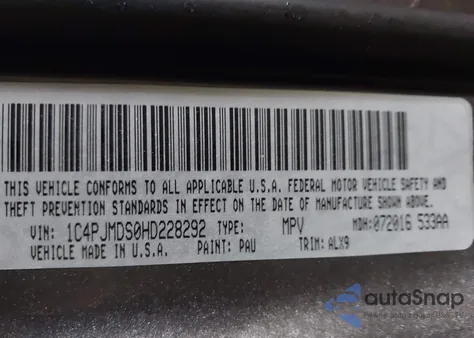 THIS VEHICLE CONFORMS TO ALL APPLICABLE U.S.A. FEDERAL MOTOR VEHICLE SAFETY AND
THEFT PREVENTION STANDARDS IN EFFECT ON THE DATE OF MANUFACTURE SHOWN ABOVE.
VIN: 1C4PJMDS0HD228292 TYPE: MPV MDH:072016 533AA
VEHICLE MADE IN U.S.A. PAINT: PAU TRIM: ALX9
autoSnap